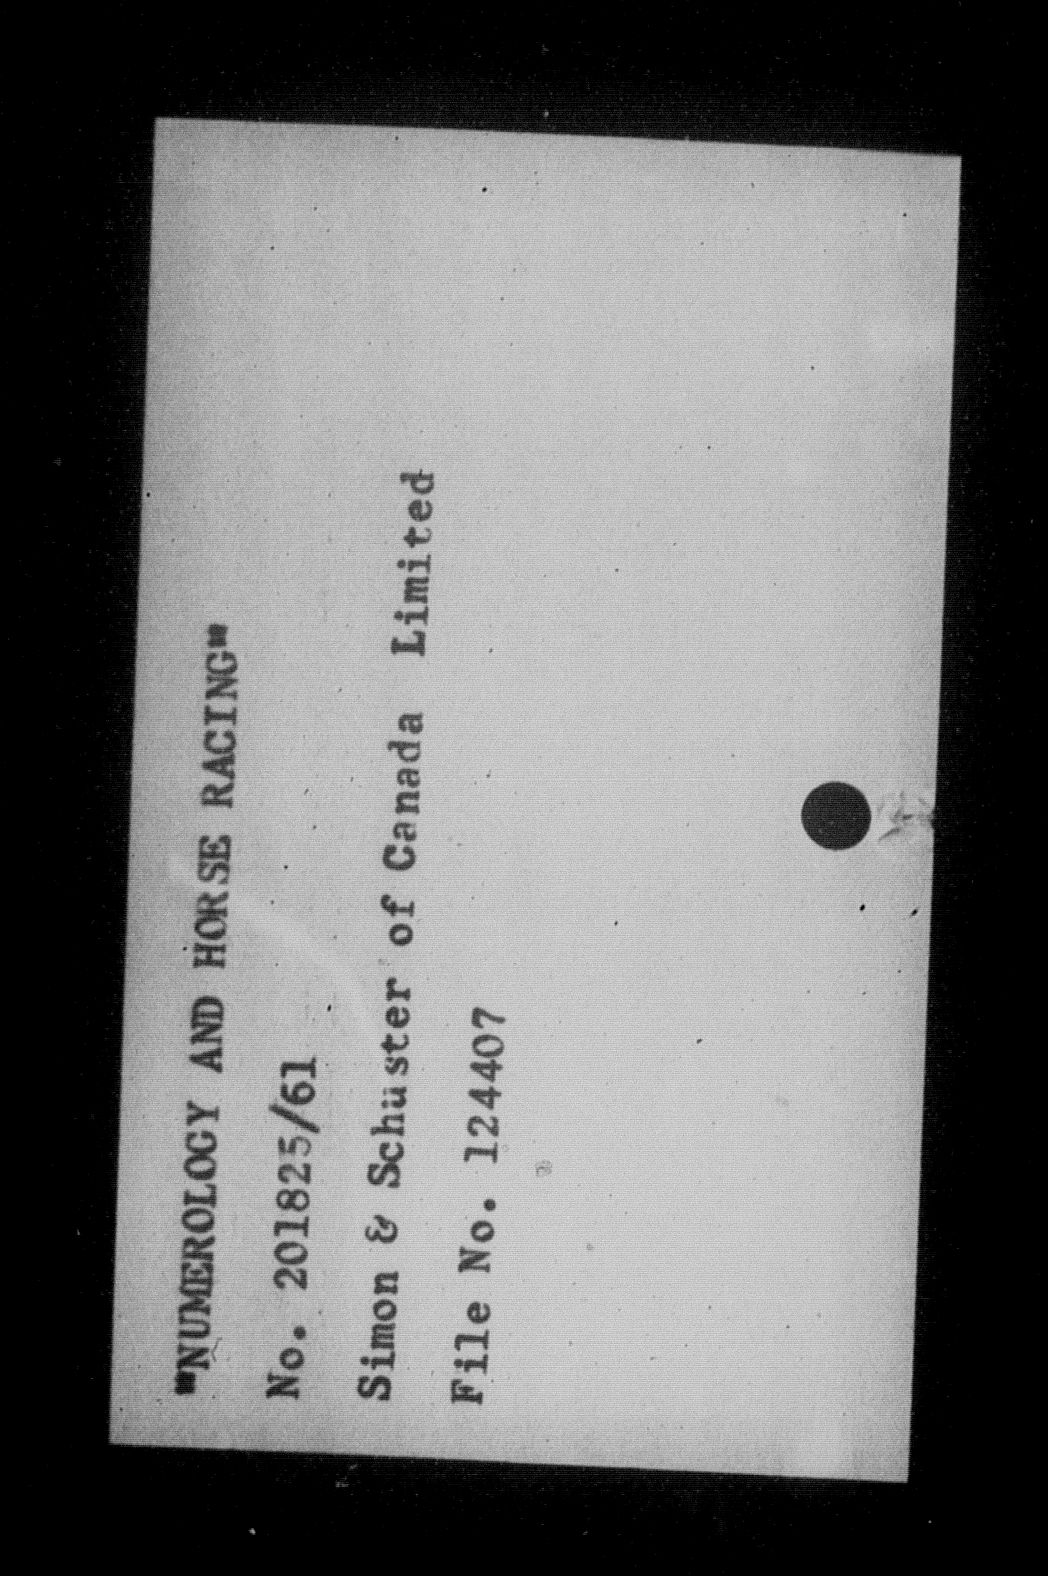 "NUMEROLOGY AND HORSE RACING"
No. 201825/61
Simon & Schuster of Canada Limited
File No. 124407